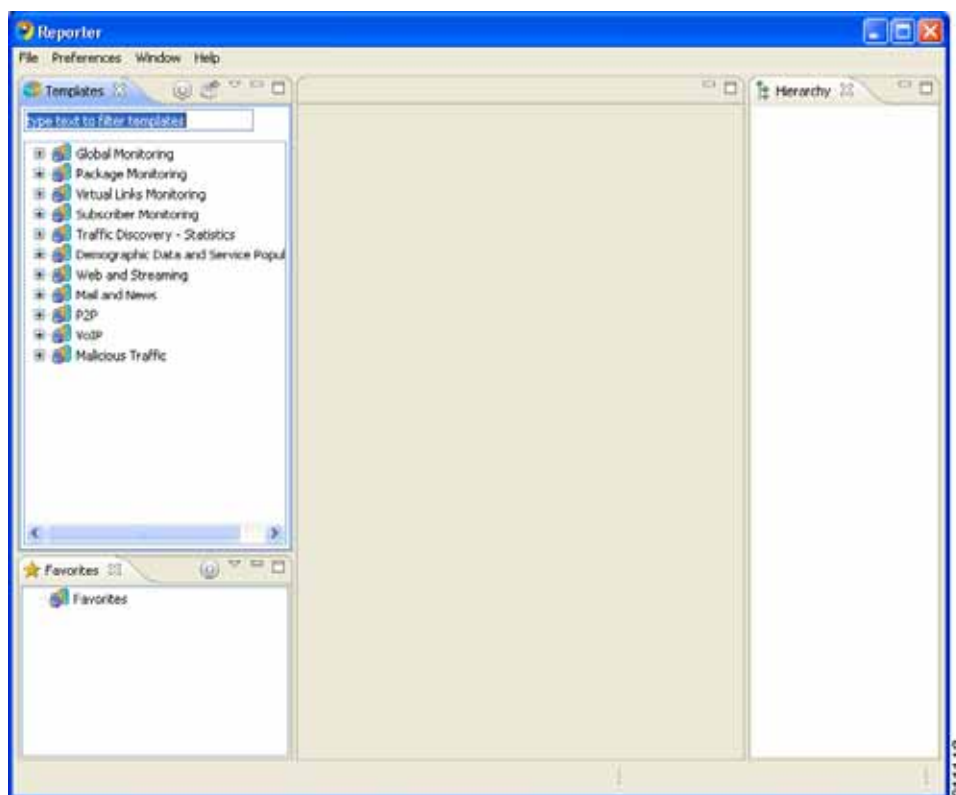 Reporter
File Preferences Window Help
Templates
Hierarchy
type text to filter templates
Global Monitoring
Package Monitoring
Virtual Links Monitoring
Subscriber Monitoring
Traffic Discovery - Statistics
Demographic Data and Service Popul
Web and Streaming
Mail and News
P2P
VoIP
Malicious Traffic
Favorites
Favorites